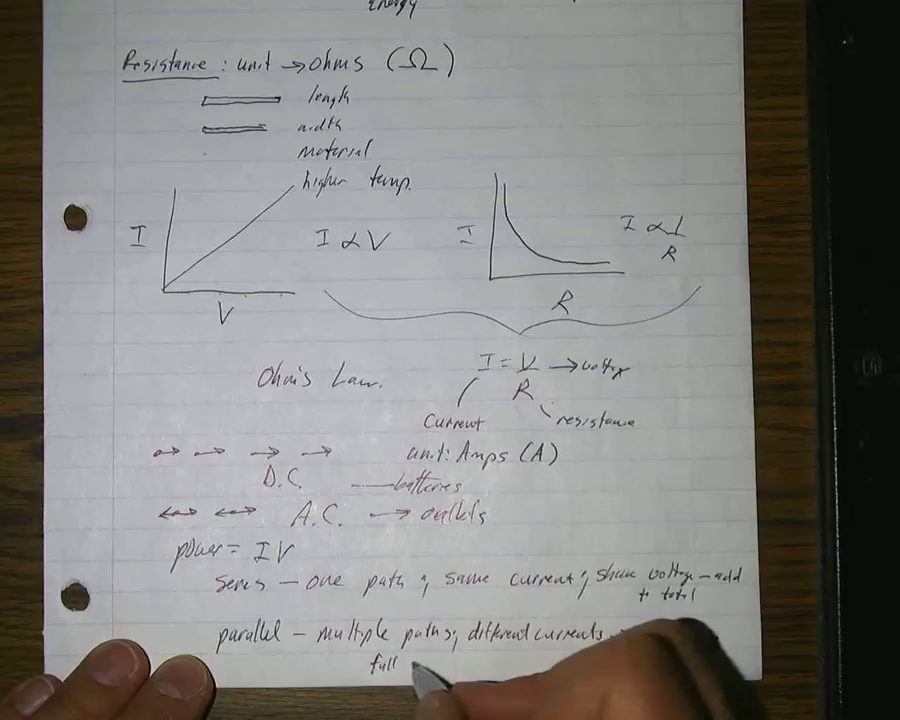 Energy
Resistance: unit → ohms (Ω)
length
width
material
higher temp.
I
I ∝ V
V
I
I ∝ 1/R
R
Ohm's Law.
I = V/R → voltage
Current
resistance
unit: Amps (A)
D.C. — batteries
A.C. → outlets
power = IV
series — one path; same current; share voltage — add
to total
parallel — multiple paths; different currents
full